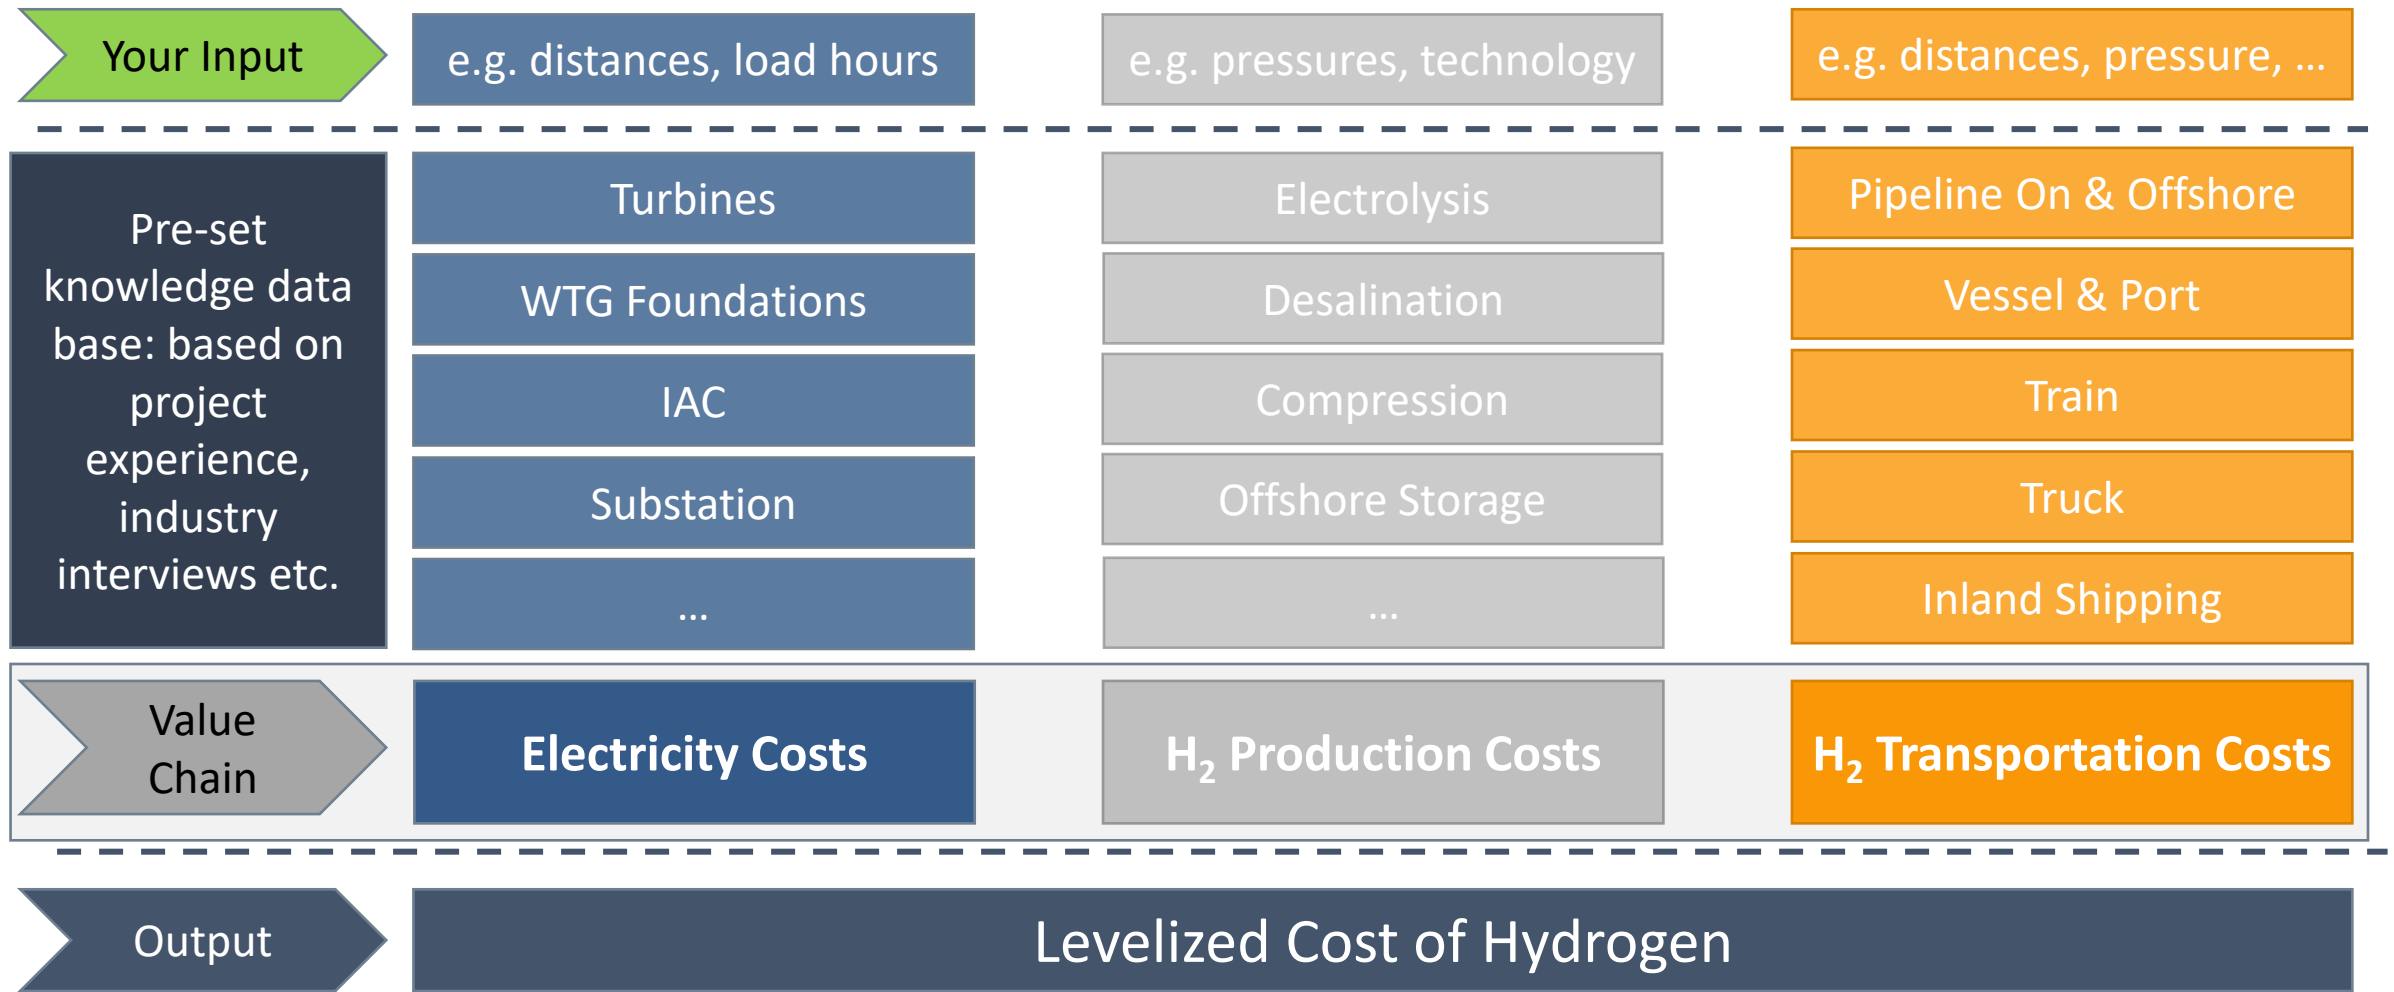 Your Input
e.g. distances, load hours
e.g. pressures, technology
e.g. distances, pressure, ...
Pre-set
knowledge data
base: based on
project
experience,
industry
interviews etc.
Turbines
WTG Foundations
IAC
Substation
...
Electrolysis
Desalination
Compression
Offshore Storage
...
Pipeline On & Offshore
Vessel & Port
Train
Truck
Inland Shipping
Value
Chain
Electricity Costs
H₂ Production Costs
H₂ Transportation Costs
Output
Levelized Cost of Hydrogen